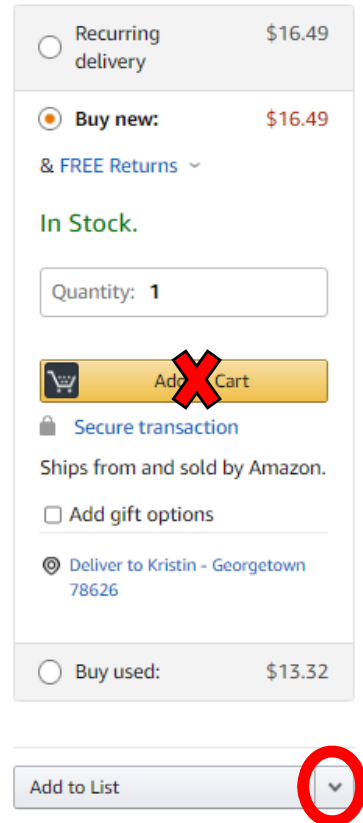 Recurring $16.49
delivery
Buy new: $16.49
& FREE Returns
In Stock.
Quantity: 1
Add Cart
Secure transaction
Ships from and sold by Amazon.
Add gift options
Deliver to Kristin - Georgetown
78626
Buy used: $13.32
Add to List